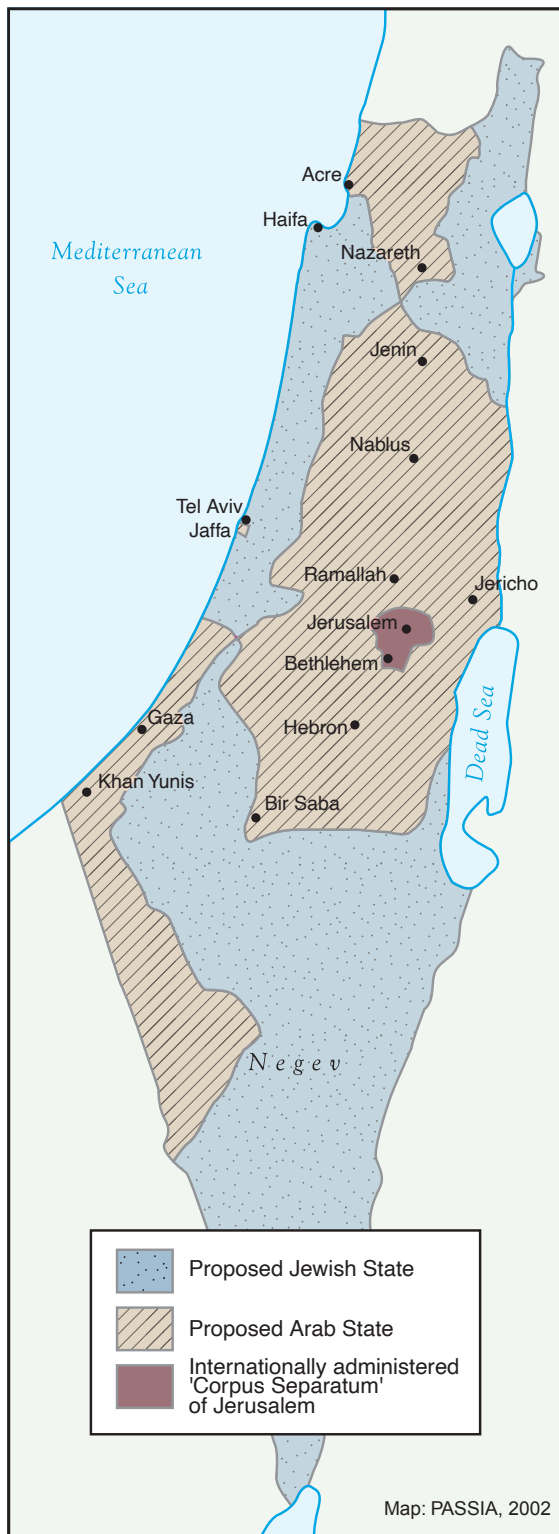 Acre
Haifa
Mediterranean
Sea
Nazareth
Jenin
Nablus
Tel Aviv
Jaffa
Ramallah
Jericho
Jerusalem
Bethlehem
Gaza
Hebron
Dead Sea
Khan Yunis
Bir Saba
Negev
Proposed Jewish State
Proposed Arab State
Internationally administered
'Corpus Separatum'
of Jerusalem
Map: PASSIA, 2002